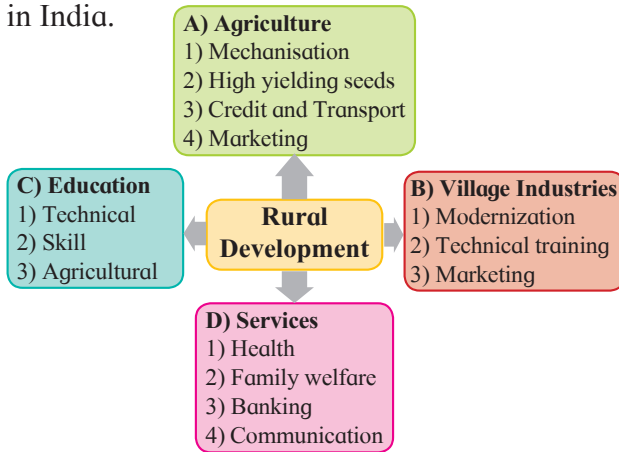 in India.
A) Agriculture
1) Mechanisation
2) High yielding seeds
3) Credit and Transport
4) Marketing
C) Education
1) Technical
2) Skill
3) Agricultural
Rural
Development
B) Village Industries
1) Modernization
2) Technical training
3) Marketing
D) Services
1) Health
2) Family welfare
3) Banking
4) Communication